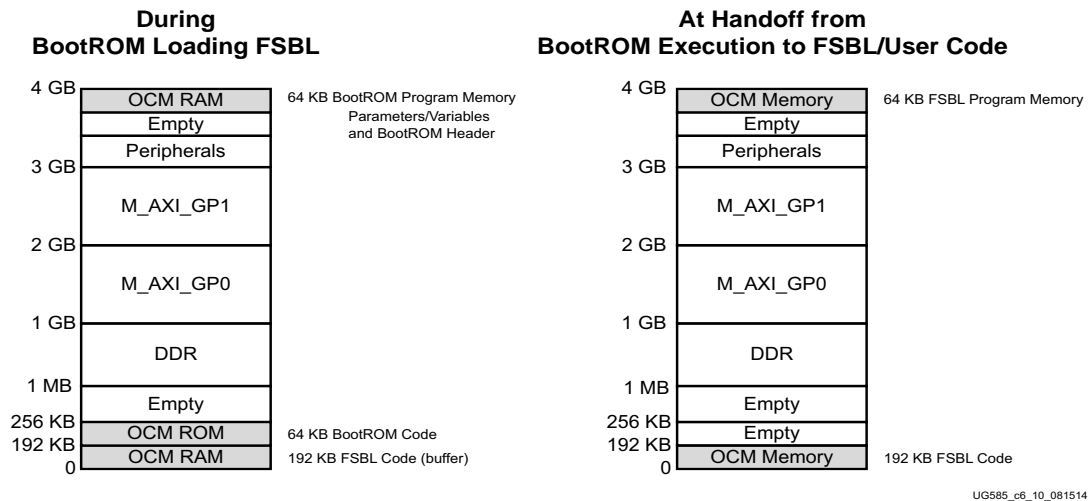 During
BootROM Loading FSBL
4 GB
OCM RAM
64 KB BootROM Program Memory
Parameters/Variables
and BootROM Header
Empty
Peripherals
3 GB
M_AXI_GP1
2 GB
M_AXI_GP0
1 GB
DDR
1 MB
Empty
256 KB
OCM ROM
64 KB BootROM Code
192 KB
OCM RAM
192 KB FSBL Code (buffer)
0
At Handoff from
BootROM Execution to FSBL/User Code
4 GB
OCM Memory
64 KB FSBL Program Memory
Empty
Peripherals
3 GB
M_AXI_GP1
2 GB
M_AXI_GP0
1 GB
DDR
1 MB
Empty
256 KB
Empty
192 KB
OCM Memory
192 KB FSBL Code
0
UG585_c6_10_081514